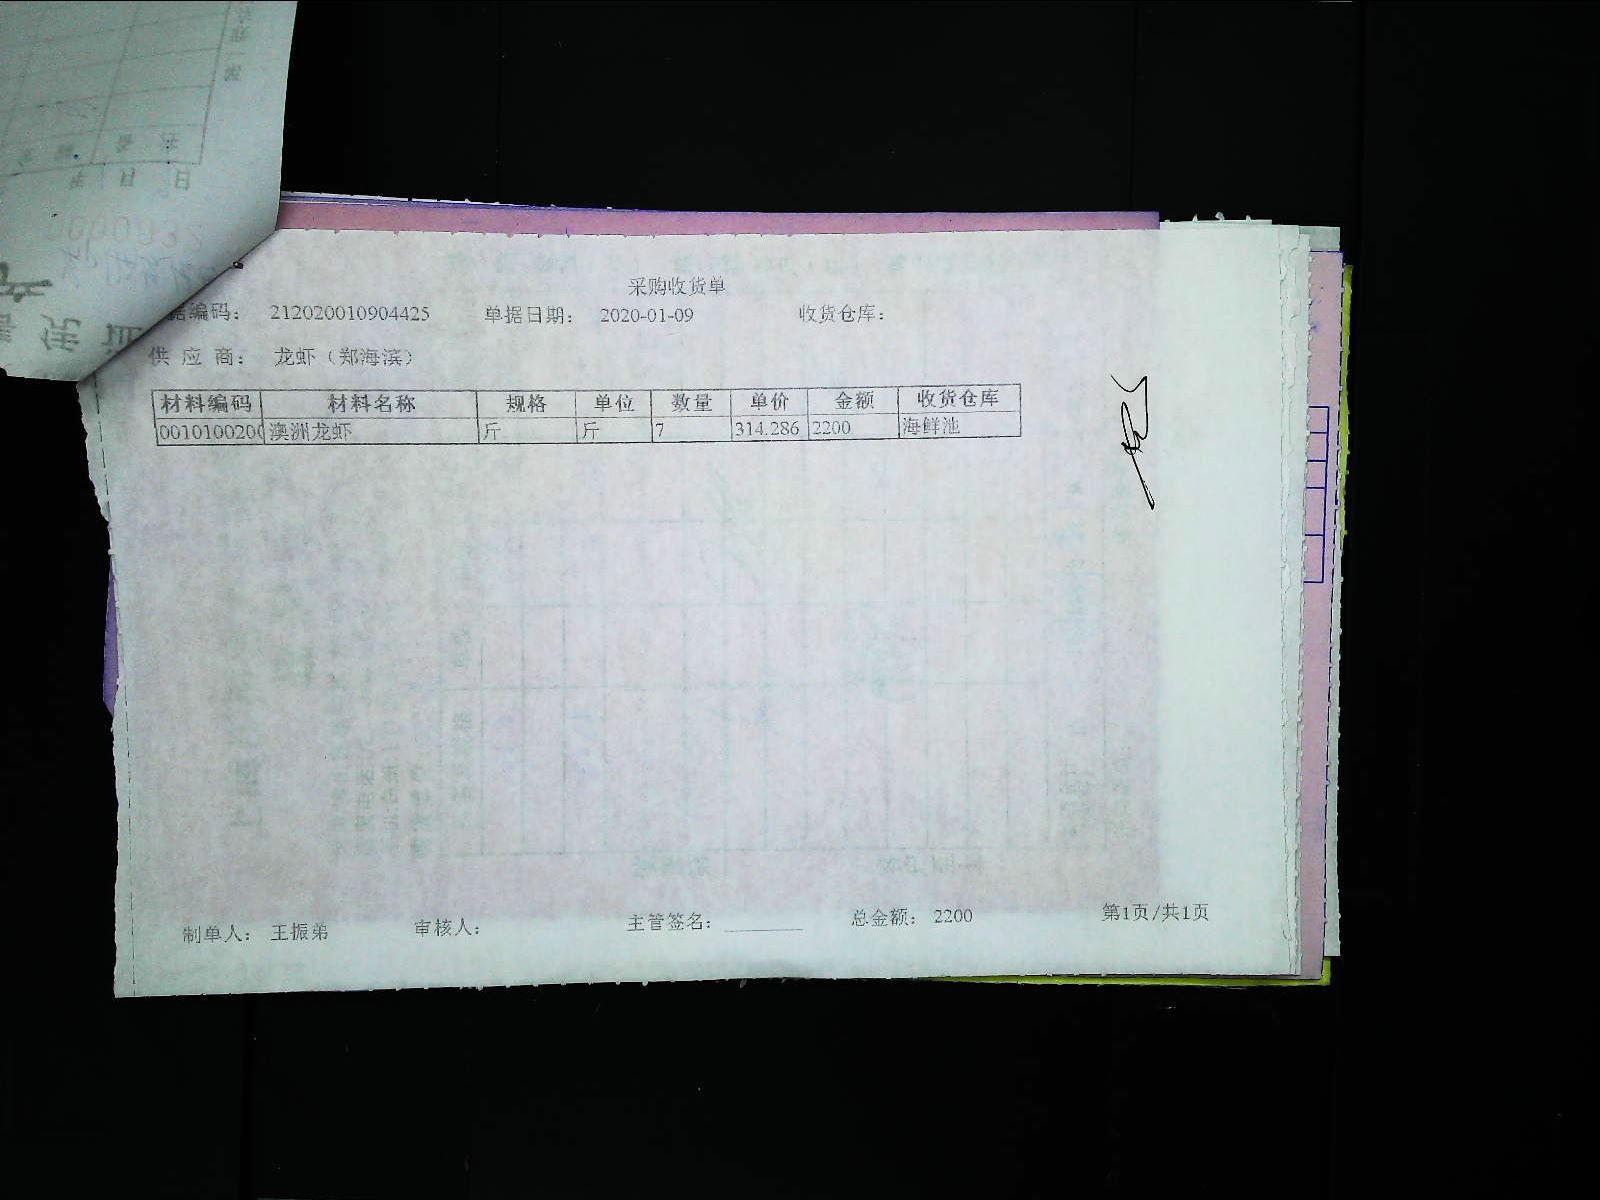 采购收货单
据编码： 212020010904425 单据日期： 2020-01-09 收货仓库：
供 应 商： 龙虾（郑海滨）
材料编码 材料名称 规格 单位 数量 单价 金额 收货仓库
0010100200 澳洲龙虾 斤 斤 7 314.286 2200 海鲜池
制单人： 王振弟 审核人： 主管签名： 总金额： 2200 第1页/共1页
年 月 日
000032